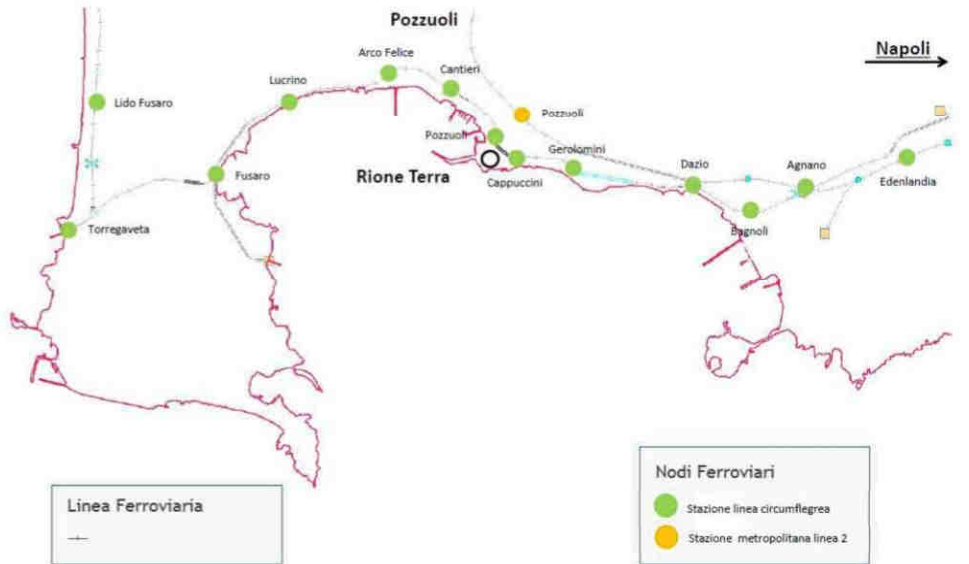 Pozzuoli
Napoli
Arco Felice
Cantieri
Lucrino
Lido Fusaro
Pozzuoli
Pozzuoli
Gerolomini
Dazio
Agnano
Edenlandia
Fusaro
Rione Terra
Cappuccini
Torregaveta
Bagnoli
Linea Ferroviaria
Nodi Ferroviari
Stazione linea circumflegrea
Stazione metropolitana linea 2